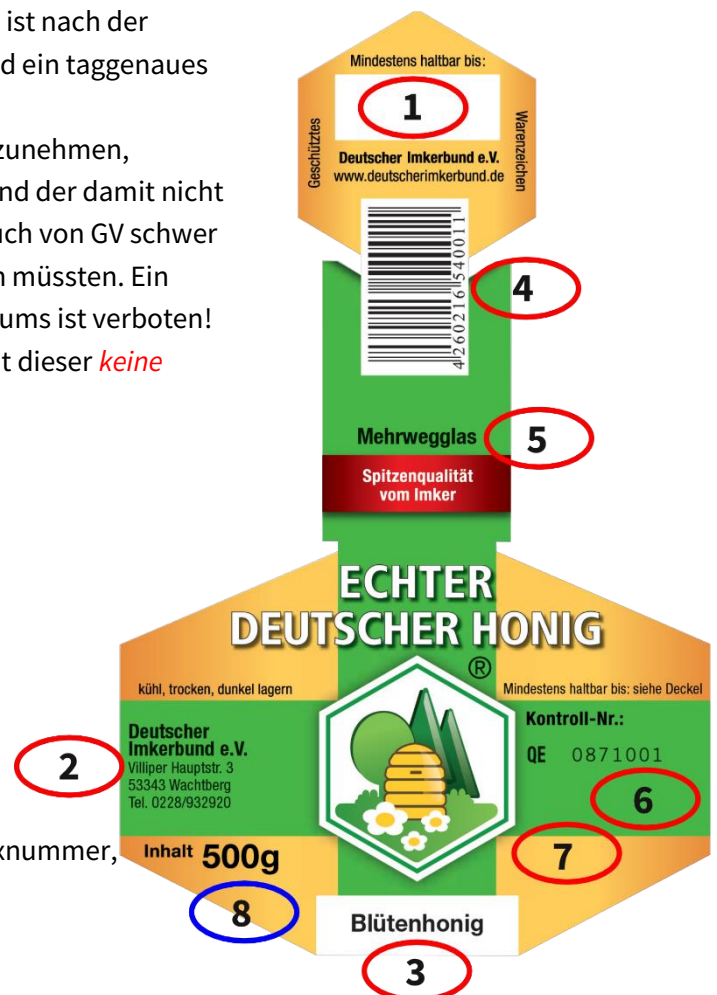 ist nach der
d ein taggenaues
zunehmen,
nd der damit nicht
uch von GV schwer
n müssten. Ein
ums ist verboten!
t dieser keine
Mindestens haltbar bis:
1
Geschütztes
Warenzeichen
Deutscher Imkerbund e.V.
www.deutscherimkerbund.de
4260216 540011
4
Mehrwegglas
5
Spitzenqualität
vom Imker
ECHTER
DEUTSCHER HONIG
®
kühl, trocken, dunkel lagern
Mindestens haltbar bis: siehe Deckel
Deutscher
Imkerbund e.V.
Villiper Hauptstr. 3
53343 Wachtberg
Tel. 0228/932920
2
Kontroll-Nr.:
QE 0871001
6
xnummer,
Inhalt 500g
7
8
Blütenhonig
3